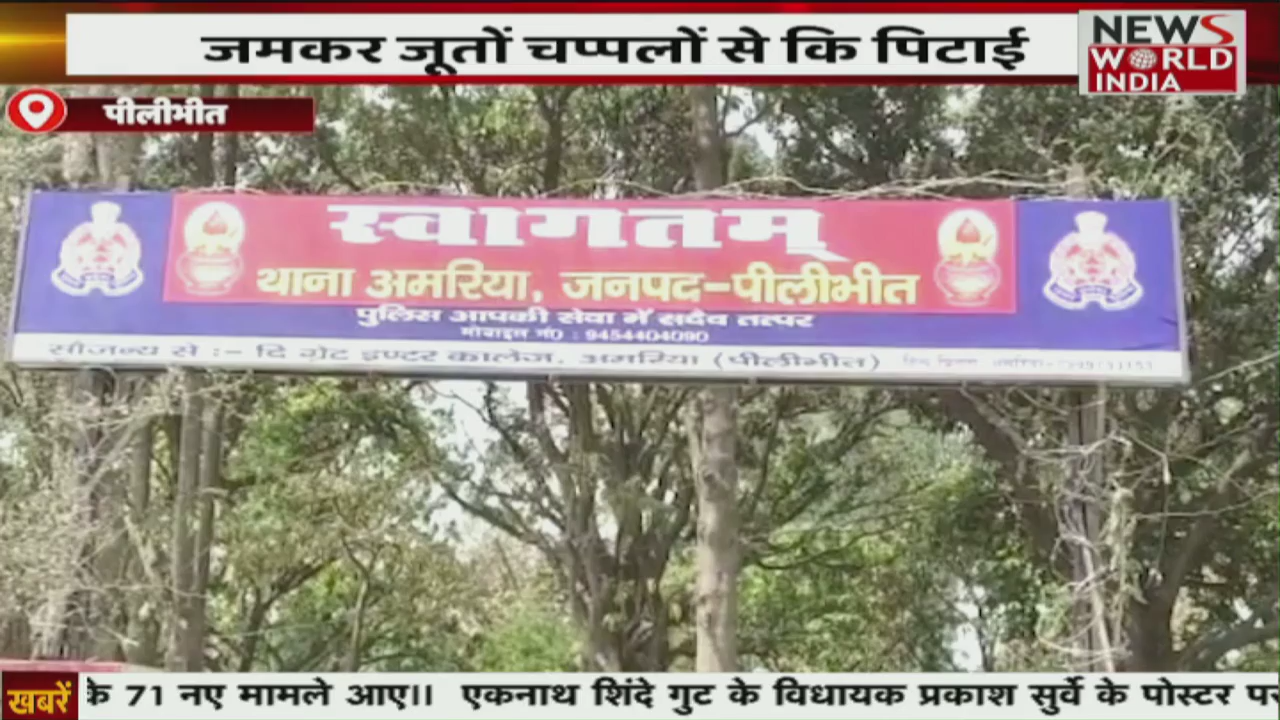 जमकर जूतों चप्पलों से कि पिटाई
NEWS
WORLD
INDIA
पीलीभीत
स्वागतम्
थाना अमरिया, जनपद-पीलीभीत
पुलिस आपकी सेवा में सदैव तत्पर
मोबाइल नं0 : 9454404090
सौजन्य से :- दि ग्रेट इण्टर कालेज, अमरिया (पीलीभीत)
खबरें
के 71 नए मामले आए।। एकनाथ शिंदे गुट के विधायक प्रकाश सुर्वे के पोस्टर पर